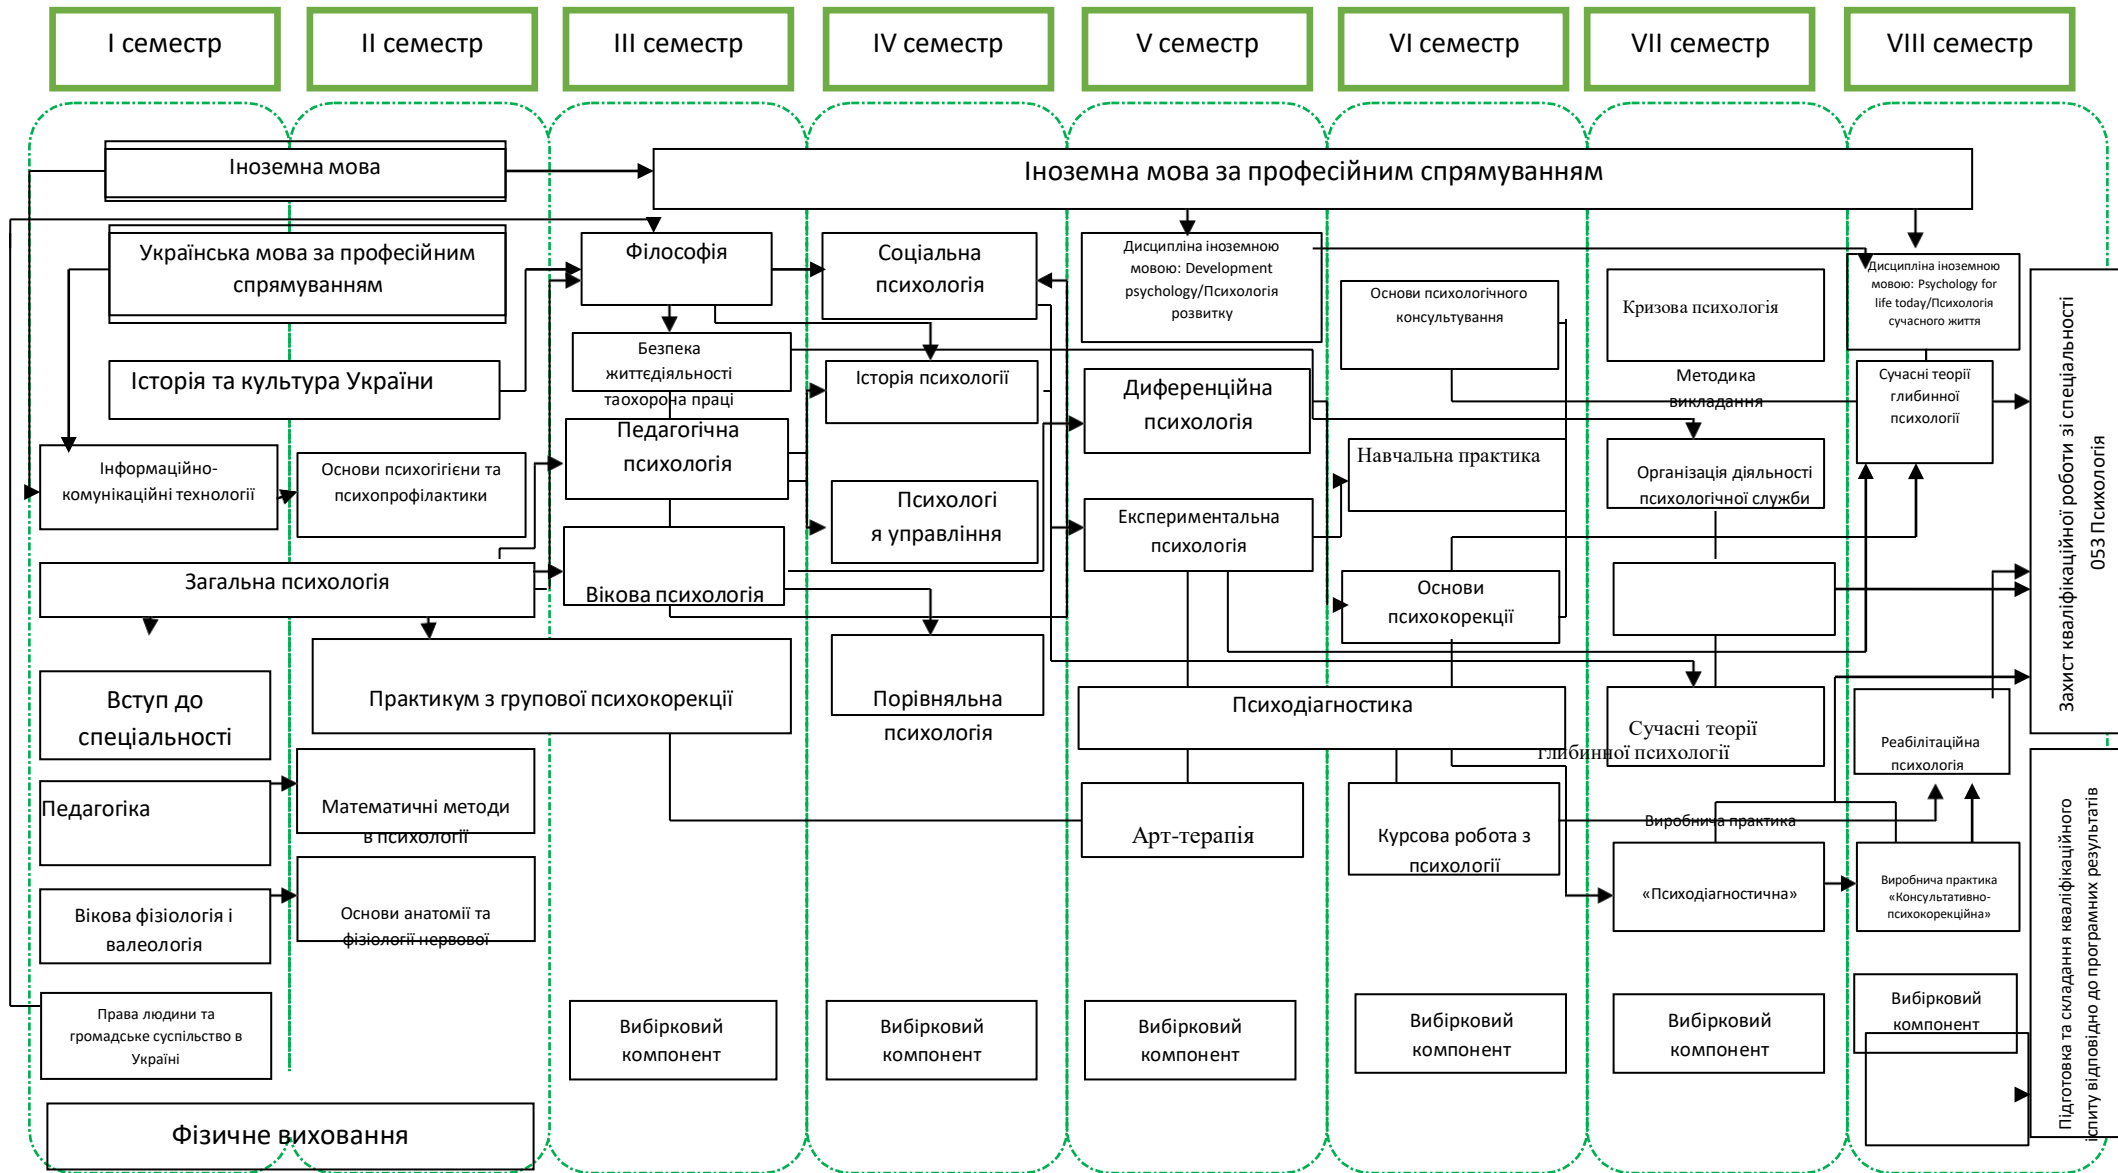 І семестр
ІІ семестр
ІІІ семестр
IV семестр
V семестр
VI семестр
VII семестр
VIII семестр
Іноземна мова
Іноземна мова за професійним спрямуванням
Українська мова за професійним
спрямуванням
Історія та культура України
Інформаційно-
комунікаційні технології
Основи психогігієни та
психопрофілактики
Загальна психологія
Вступ до
спеціальності
Практикум з групової психокорекції
Педагогіка
Математичні методи
в психології
Вікова фізіологія і
валеологія
Основи анатомії та
фізіології нервової
Права людини та
громадське суспільство в
Україні
Фізичне виховання
Філософія
Безпека
життєдіяльності
таохорона праці
Педагогічна
психологія
Вікова психологія
Вибірковий
компонент
Соціальна
психологія
Історія психології
Психологі
я управління
Порівняльна
психологія
Вибірковий
компонент
Дисципліна іноземною
мовою: Development
psychology/Психологія
розвитку
Диференційна
психологія
Експериментальна
психологія
Психодіагностика
Арт-терапія
Вибірковий
компонент
Основи психологічного
консультування
Навчальна практика
Основи
психокорекції
Курсова робота з
психології
Вибірковий
компонент
Кризова психологія
Методика
викладання
Організація діяльності
психологічної служби
Сучасні теорії
глибинної психології
Виробнича практика
«Психодіагностична»
Вибірковий
компонент
Дисципліна іноземною
мовою: Psychology for
life today/Психологія
сучасного життя
Сучасні теорії
глибинної
психології
Реабілітаційна
психологія
Виробнича практика
«Консультативно-
психокорекційна»
Вибірковий
компонент
Захист кваліфікаційної роботи зі спеціальності
053 Психологія
Підготовка та складання кваліфікаційного
іспиту відповідно до програмних результатів